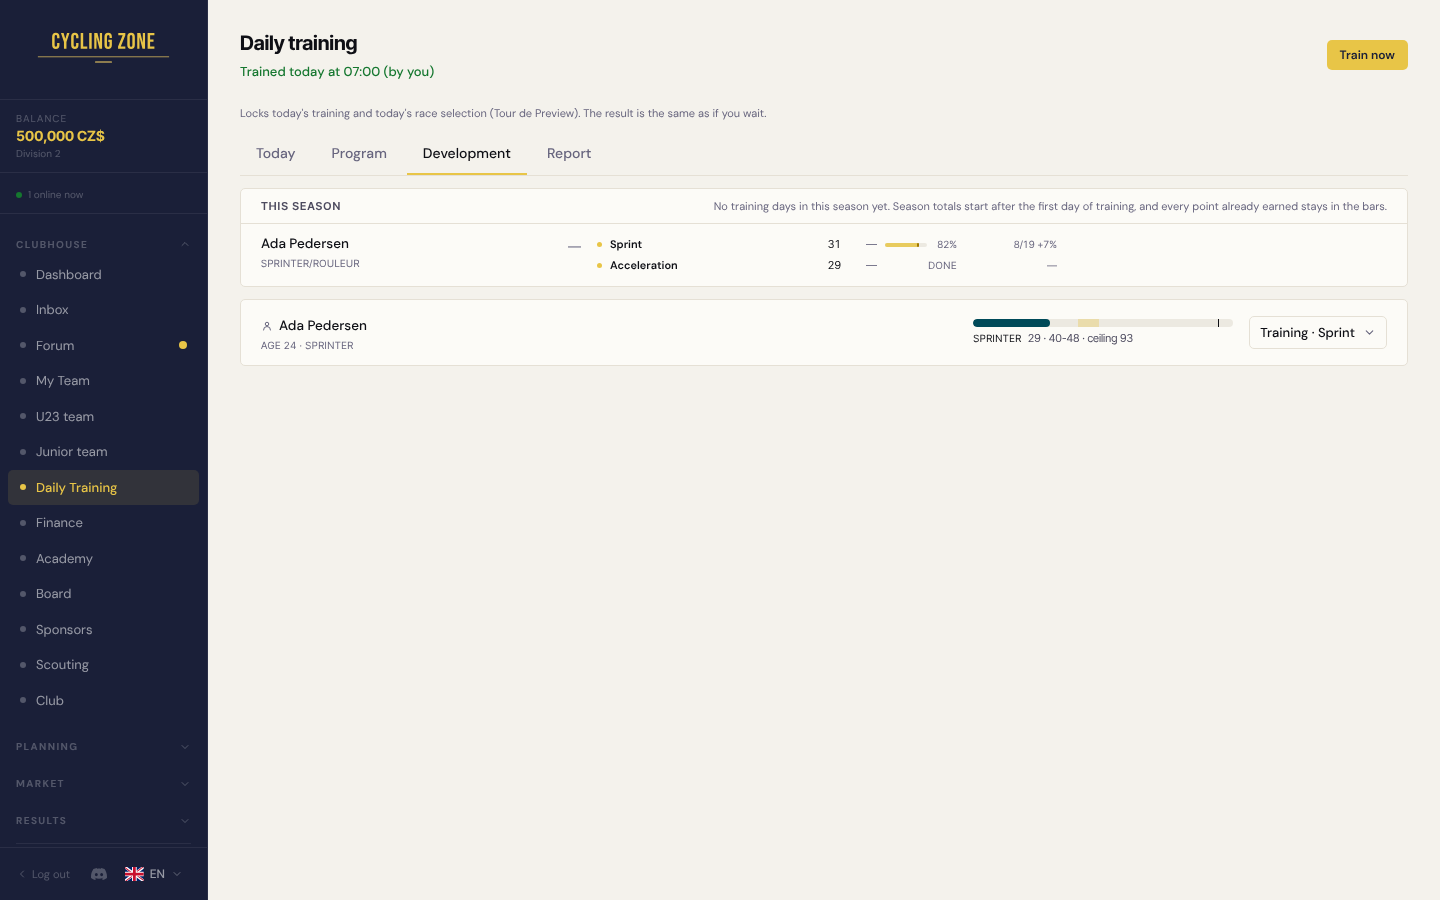 CYCLING ZONE
BALANCE
500,000 CZ$
Division 2
1 online now
CLUBHOUSE
Dashboard
Inbox
Forum
My Team
U23 team
Junior team
Daily Training
Finance
Academy
Board
Sponsors
Scouting
Club
PLANNING
MARKET
RESULTS
Log out
EN
Daily training
Trained today at 07:00 (by you)
Train now
Locks today's training and today's race selection (Tour de Preview). The result is the same as if you wait.
Today Program Development Report
THIS SEASON No training days in this season yet. Season totals start after the first day of training, and every point already earned stays in the bars.
Ada Pedersen — Sprint 31 — 82% 8/19 +7%
SPRINTER/ROULEUR Acceleration 29 — DONE —
Ada Pedersen
AGE 24 · SPRINTER
SPRINTER 29 · 40-48 · ceiling 93
Training · Sprint